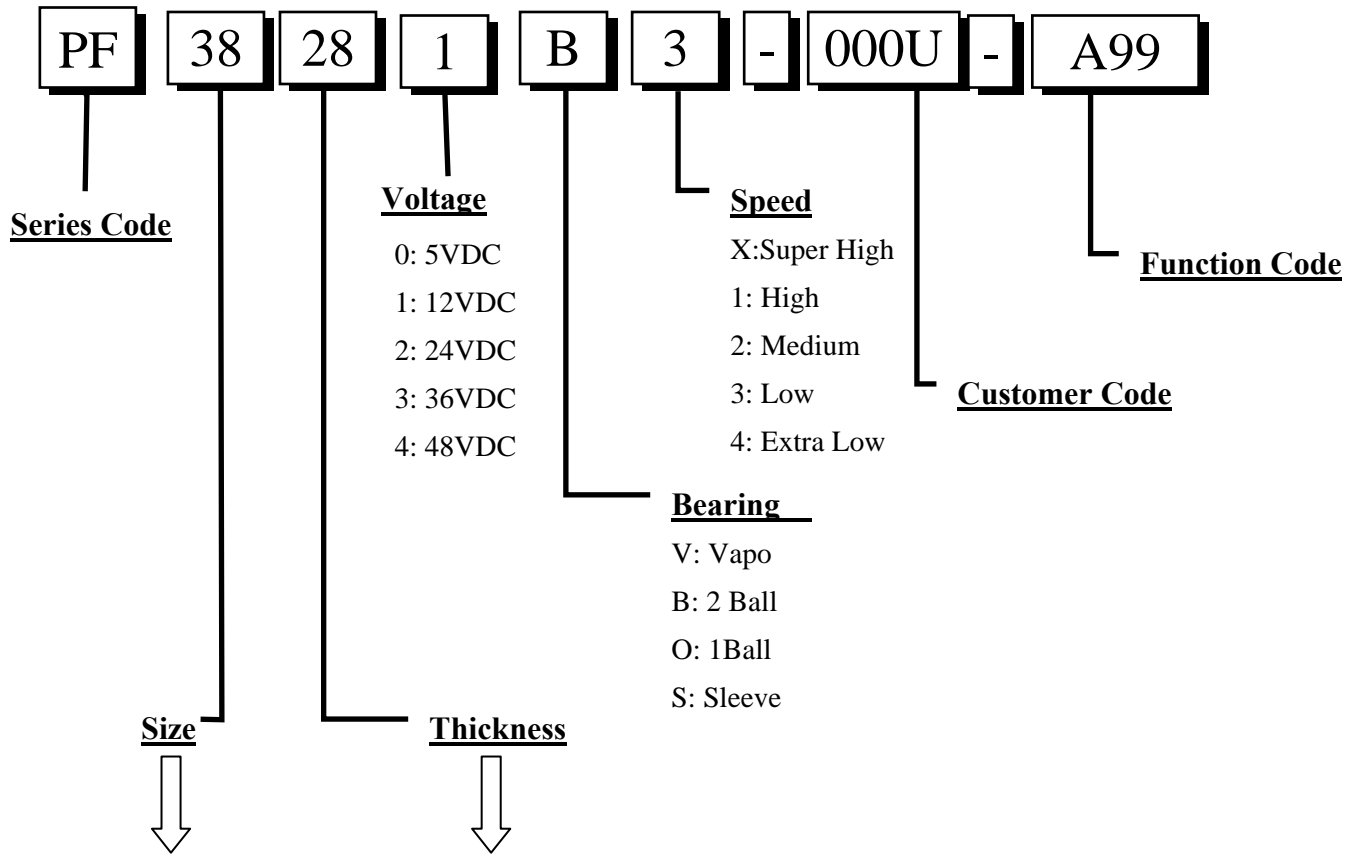 PF 38 28 1 B 3 - 000U - A99
Series Code
Voltage
0: 5VDC
1: 12VDC
2: 24VDC
3: 36VDC
4: 48VDC
Speed
X:Super High
1: High
2: Medium
3: Low
4: Extra Low
Function Code
Customer Code
Bearing
V: Vapo
B: 2 Ball
O: 1Ball
S: Sleeve
Size
Thickness